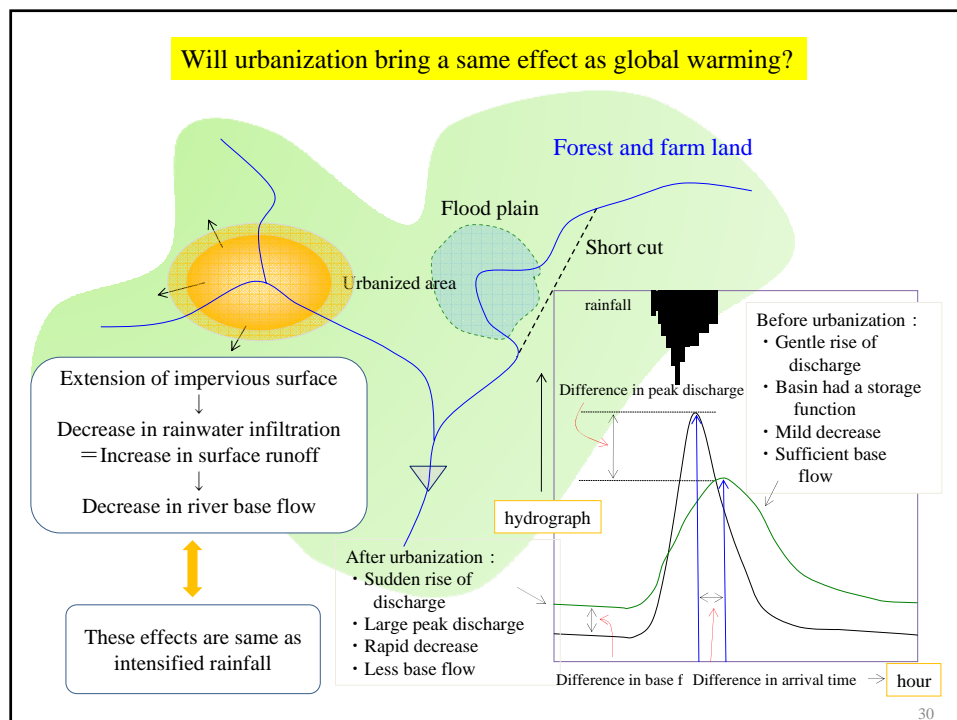 Will urbanization bring a same effect as global warming?
Forest and farm land
Flood plain
Short cut
Urbanized area
rainfall
Before urbanization：
・Gentle rise of
discharge
・Basin had a storage
function
・Mild decrease
・Sufficient base
flow
Extension of impervious surface
↓
Decrease in rainwater infiltration
＝Increase in surface runoff
↓
Decrease in river base flow
Difference in peak discharge
hydrograph
After urbanization：
・Sudden rise of
discharge
・Large peak discharge
・Rapid decrease
・Less base flow
These effects are same as
intensified rainfall
Difference in base f
Difference in arrival time
hour
30